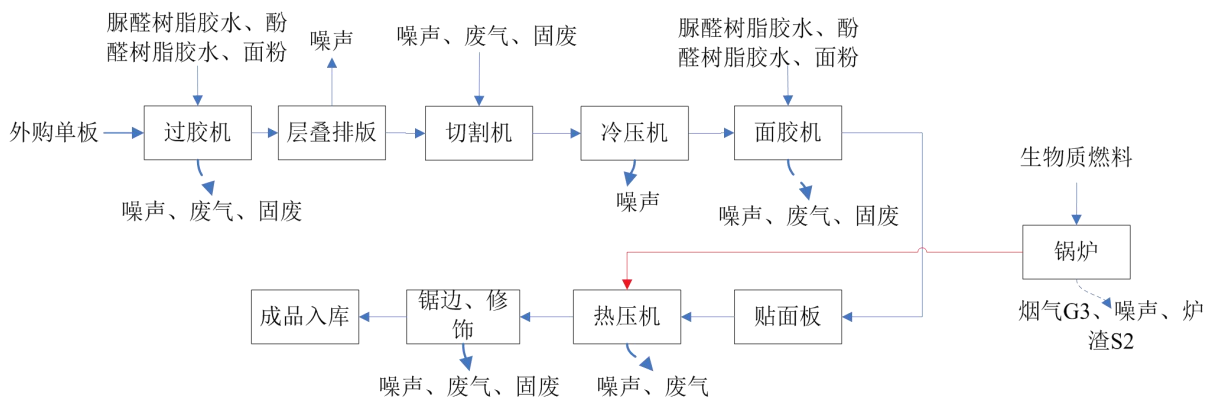 脲醛树脂胶水、酚
醛树脂胶水、面粉
噪声
噪声、废气、固废
脲醛树脂胶水、酚
醛树脂胶水、面粉
外购单板
过胶机
层叠排版
切割机
冷压机
面胶机
噪声、废气、固废
噪声
噪声、废气、固废
生物质燃料
锅炉
烟气G3、噪声、炉
渣S2
成品入库
锯边、修
饰
热压机
贴面板
噪声、废气、固废
噪声、废气